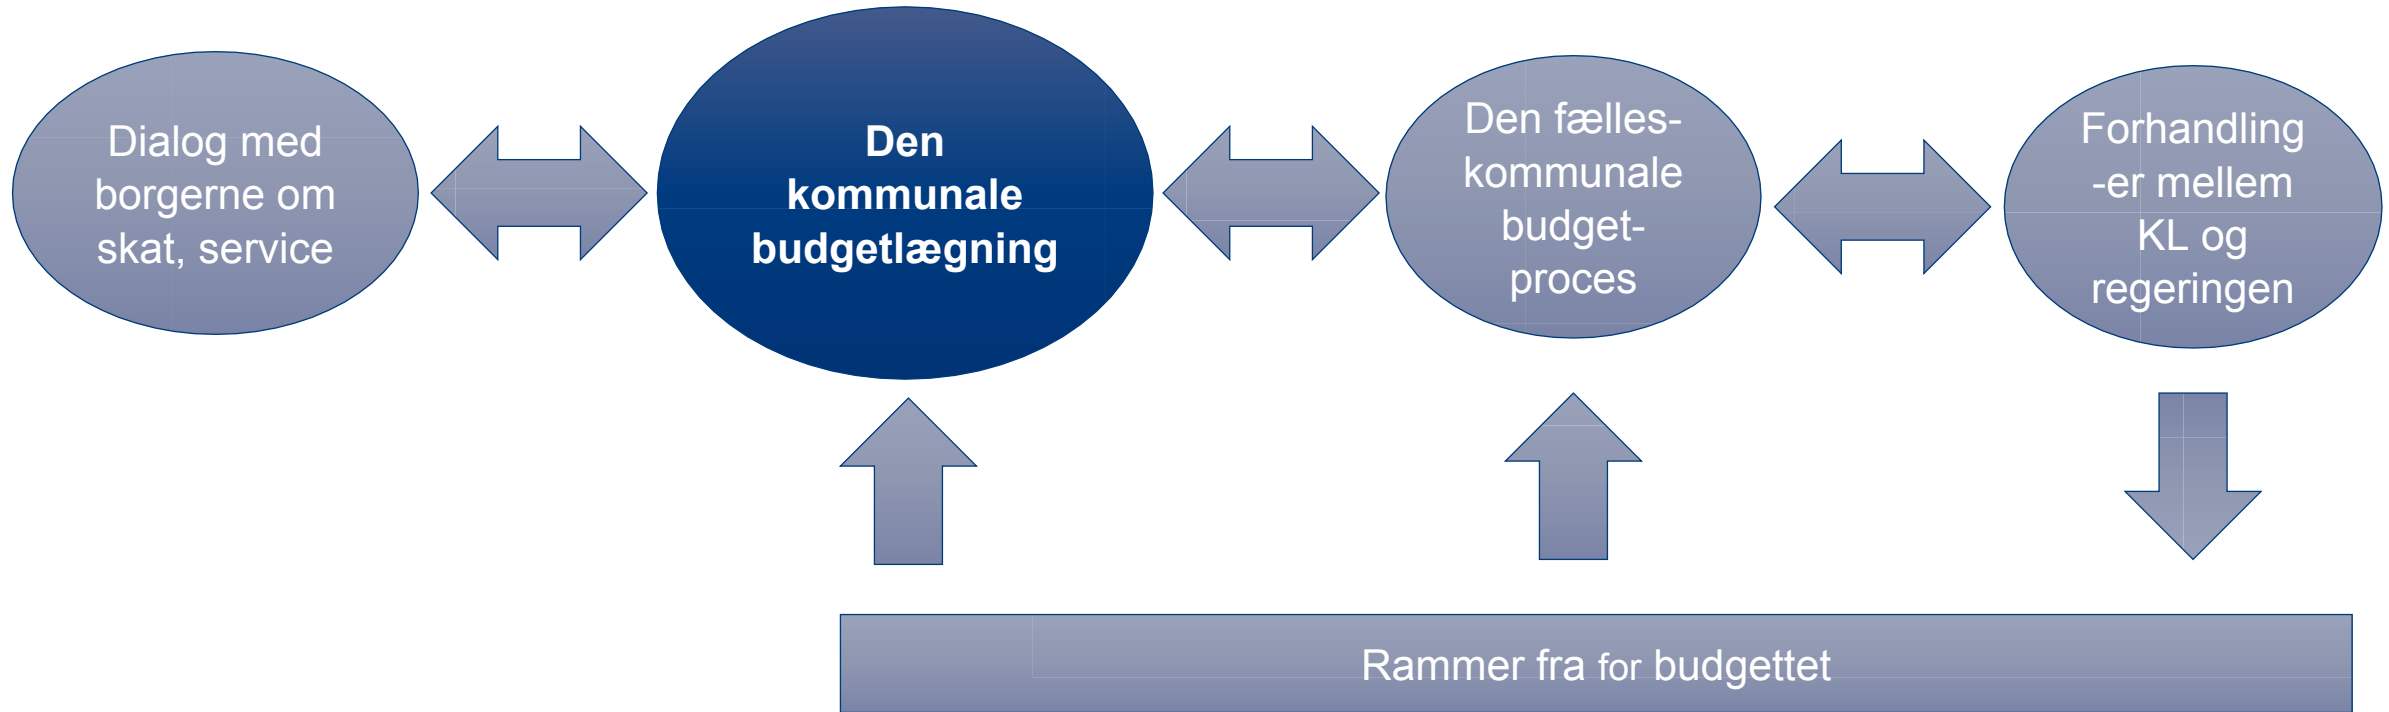 Dialog med
borgerne om
skat, service
Den
kommunale
budgetlægning
Den fælles-
kommunale
budget-
proces
Forhandling
-er mellem
KL og
regeringen
Rammer fra for budgettet